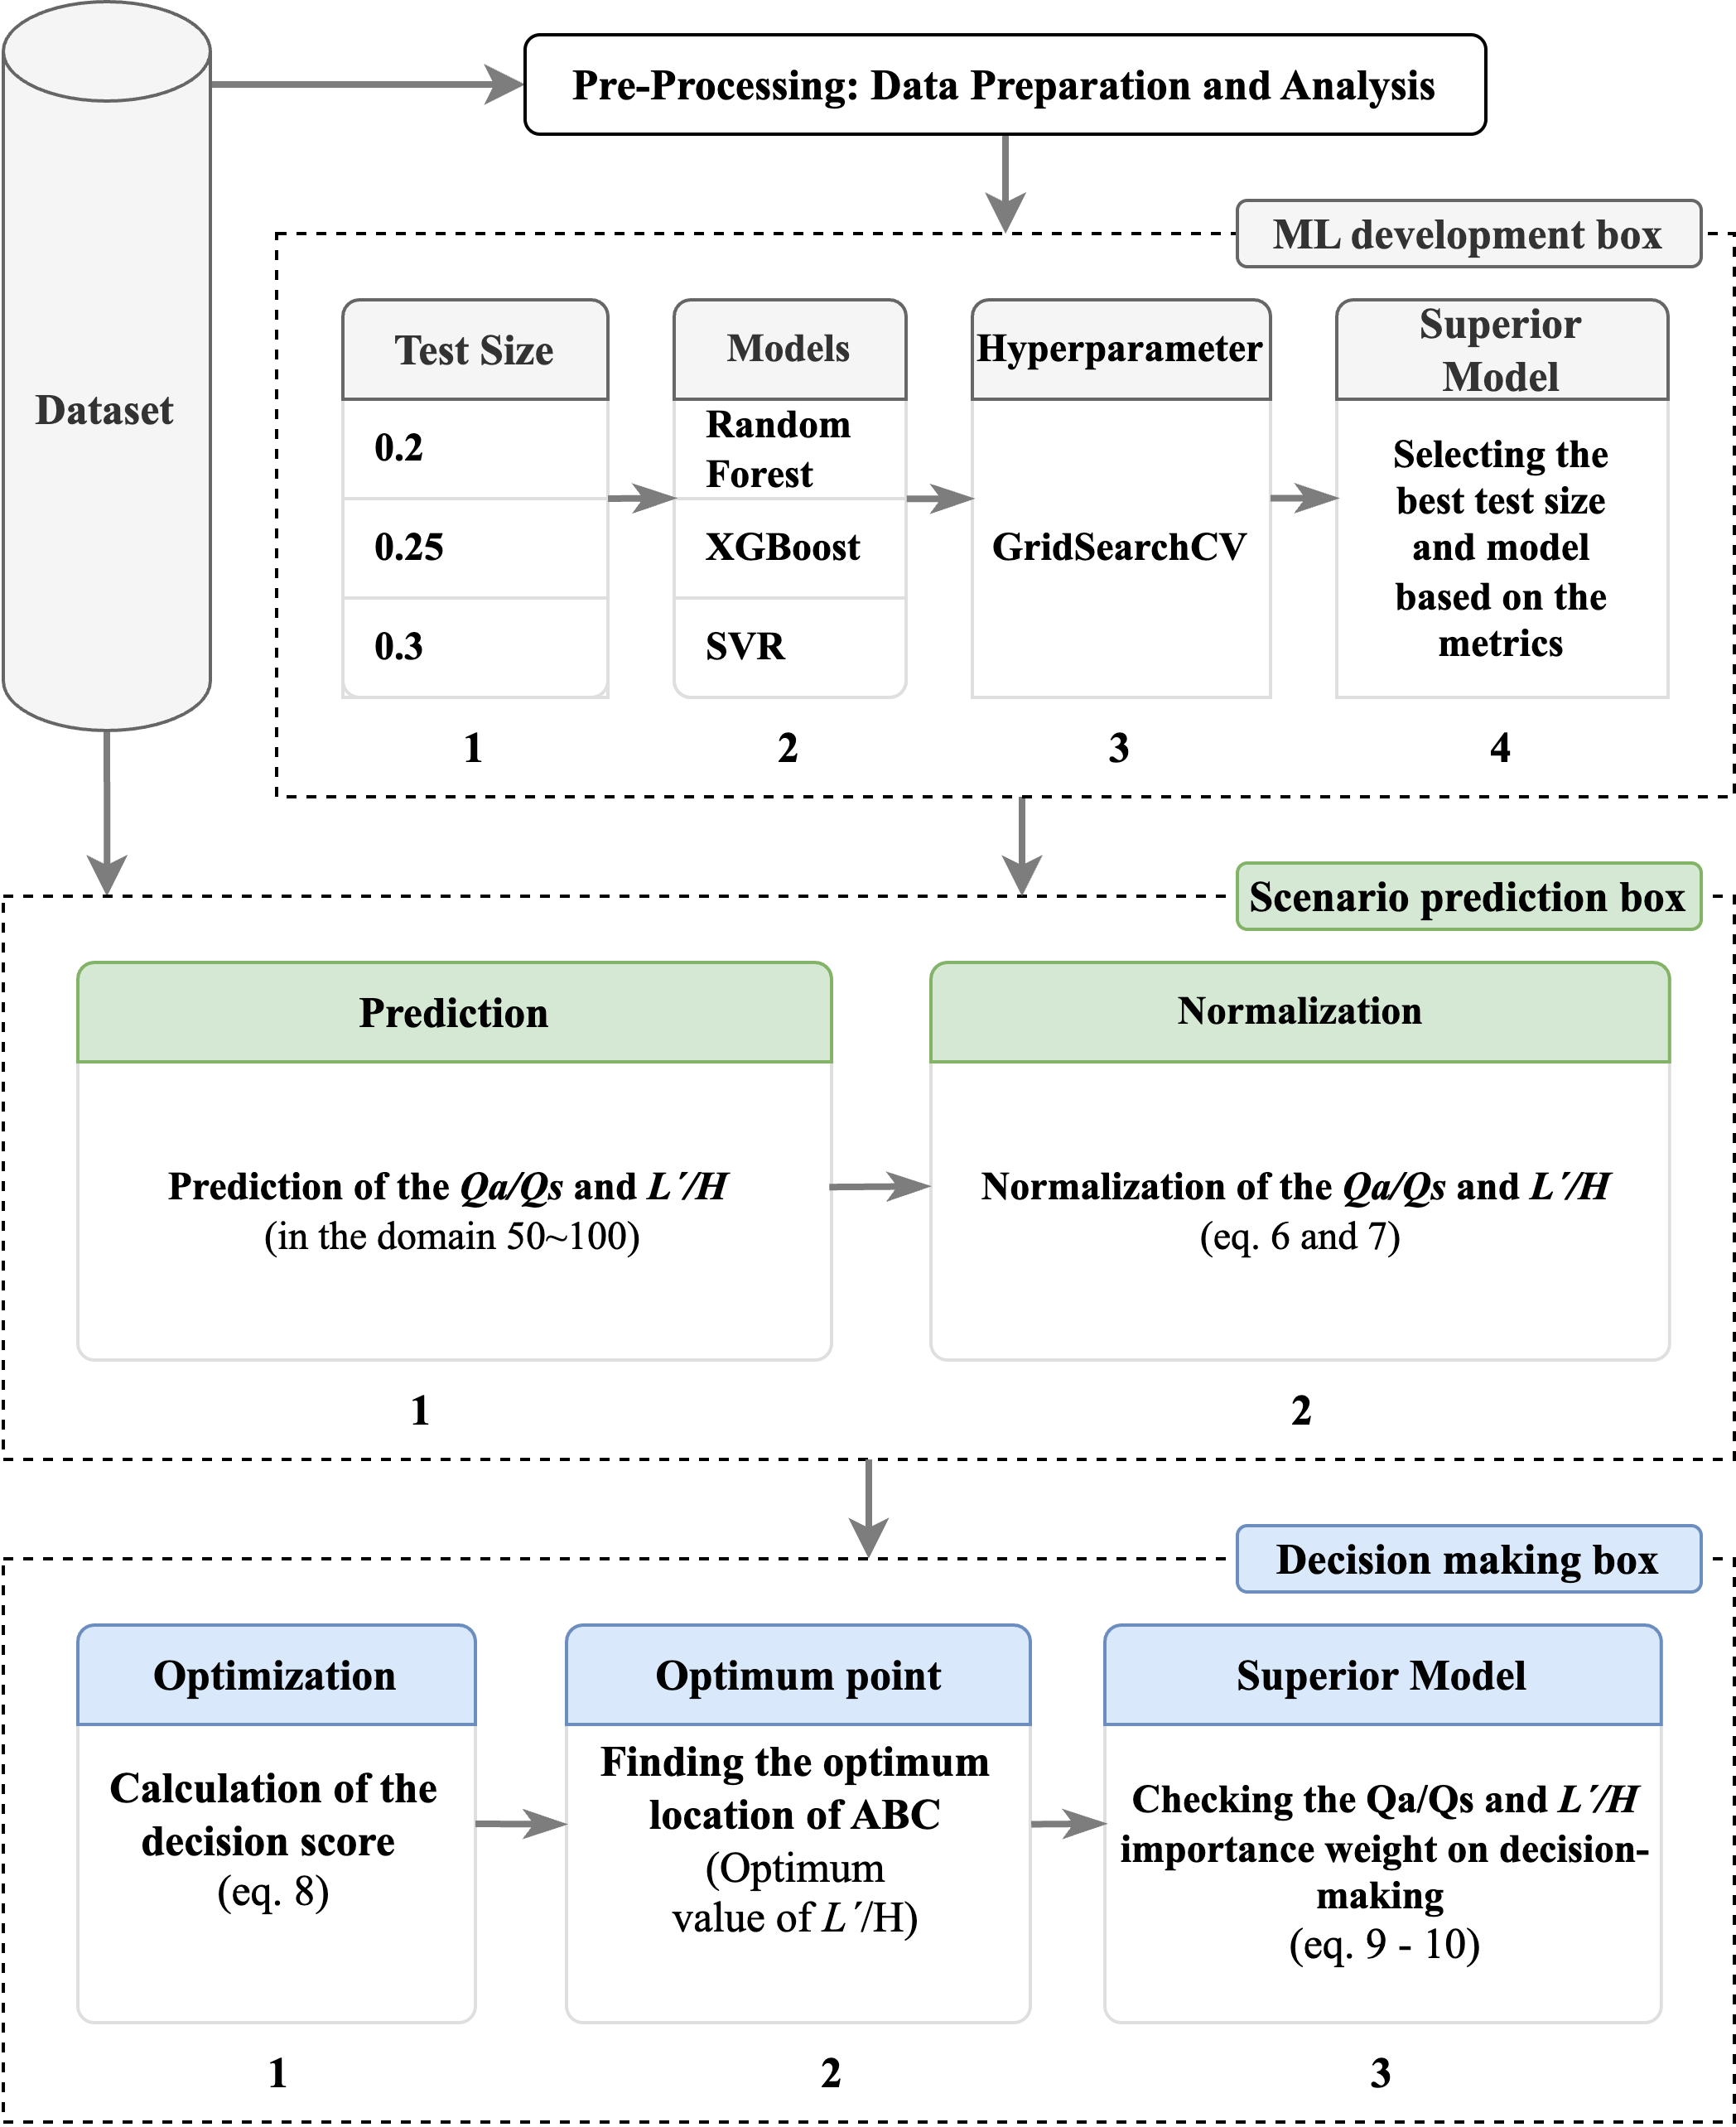 Dataset
Pre-Processing: Data Preparation and Analysis
ML development box
Test Size
0.2
0.25
0.3
1
Models
Random
Forest
XGBoost
SVR
2
Hyperparameter
GridSearchCV
3
Superior
Model
Selecting the
best test size
and model
based on the
metrics
4
Scenario prediction box
Prediction
Prediction of the Qa/Qs and L´/H
(in the domain 50~100)
1
Normalization
Normalization of the Qa/Qs and L´/H
(eq. 6 and 7)
2
Decision making box
Optimization
Calculation of the
decision score
(eq. 8)
1
Optimum point
Finding the optimum
location of ABC
(Optimum
value of L´/H)
2
Superior Model
Checking the Qa/Qs and L´/H
importance weight on decision-
making
(eq. 9 - 10)
3